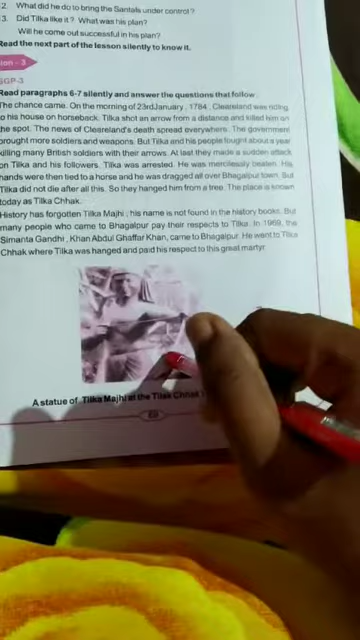 2. What did he do to bring the Santals under control ?
3. Did Tilka like it ? What was his plan?
Will he come out successful in his plan?
Read the next part of the lesson silently to know it.
ion - 3
SGP-3
Read paragraphs 6-7 silently and answer the questions that follow:
The chance came. On the morning of 23rdJanuary , 1784 , Cleareland was riding
to his house on horseback. Tilka shot an arrow from a distance and killed him on
the spot. The news of Cleareland's death spread everywhere. The government
brought more soldiers and weapons. But Tilka and his people fought about a year
killing many British soldiers with their arrows. At last they made a sudden attack
on Tilka and his followers. Tilka was arrested. He was mercilessly beaten. His
hands were then tied to a horse and he was dragged all over Bhagalpur town. But
Tilka did not die after all this. So they hanged him from a tree. The place is known
today as Tilka Chhak.
History has forgotten Tilka Majhi ; his name is not found in the history books. But
many people who came to Bhagalpur pay their respects to Tilka. In 1969, the
Simanta Gandhi , Khan Abdul Ghaffar Khan, came to Bhagalpur. He went to Tilka
Chhak where Tilka was hanged and paid his respect to this great martyr.
A statue of Tilka Majhi at the Tilak Chhak